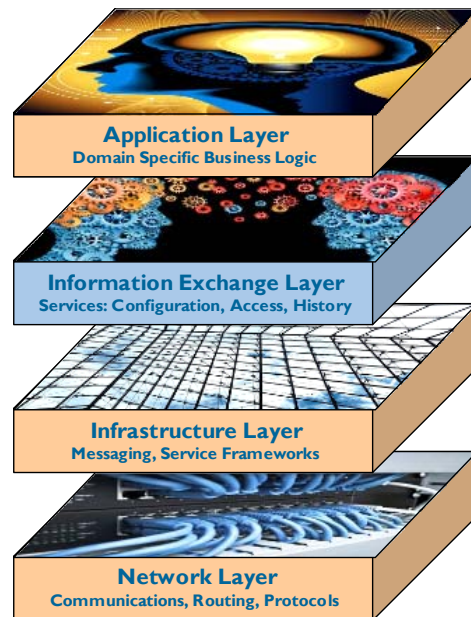 Application Layer
Domain Specific Business Logic
Information Exchange Layer
Services: Configuration, Access, History
Infrastructure Layer
Messaging, Service Frameworks
Network Layer
Communications, Routing, Protocols